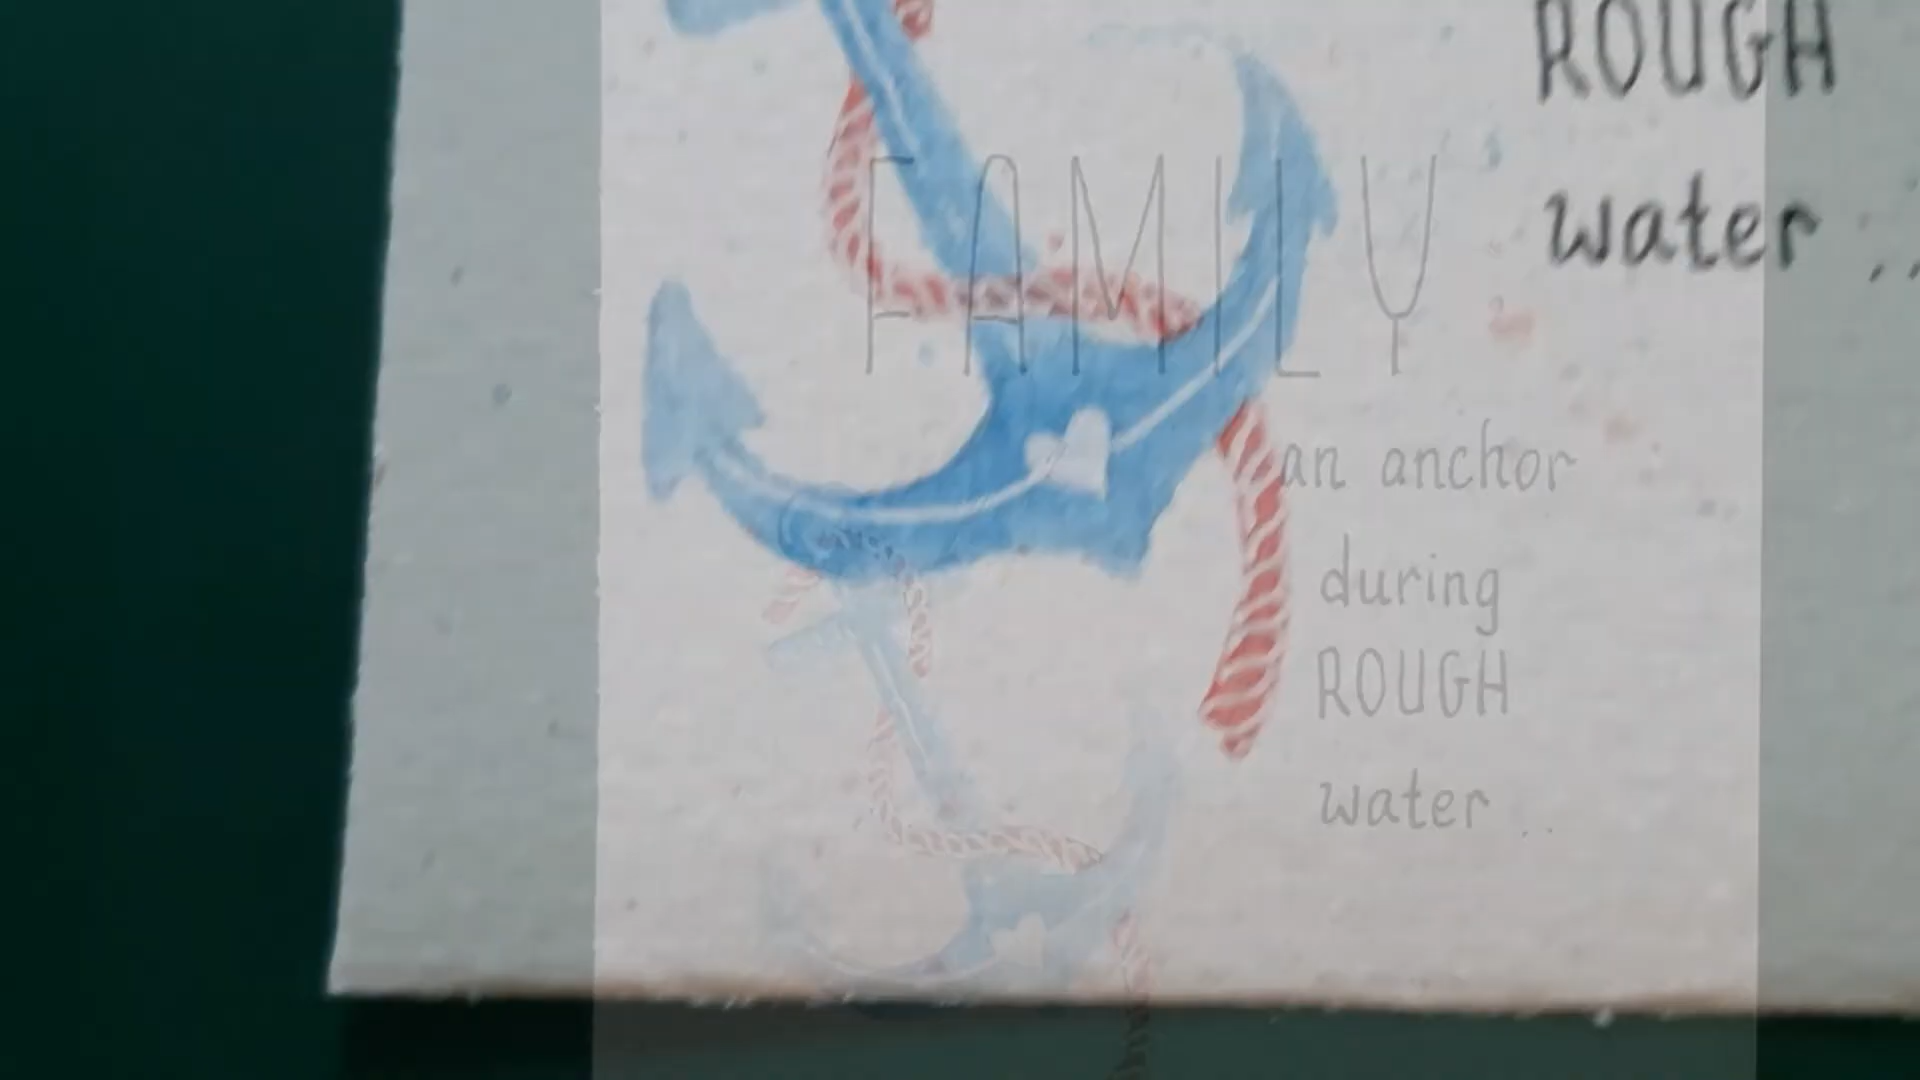 ROUGH
water ..
FAMILY
an anchor
during
ROUGH
water ..